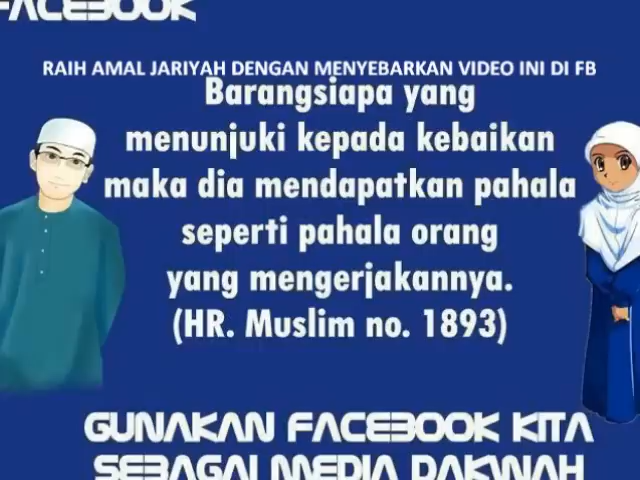 FACEBOOK
RAIH AMAL JARIYAH DENGAN MENYEBARKAN VIDEO INI DI FB
Barangsiapa yang
menunjuki kepada kebaikan
maka dia mendapatkan pahala
seperti pahala orang
yang mengerjakannya.
(HR. Muslim no. 1893)
GUNAKAN FACEBOOK KITA
SEBAGAI MEDIA DAKWAH